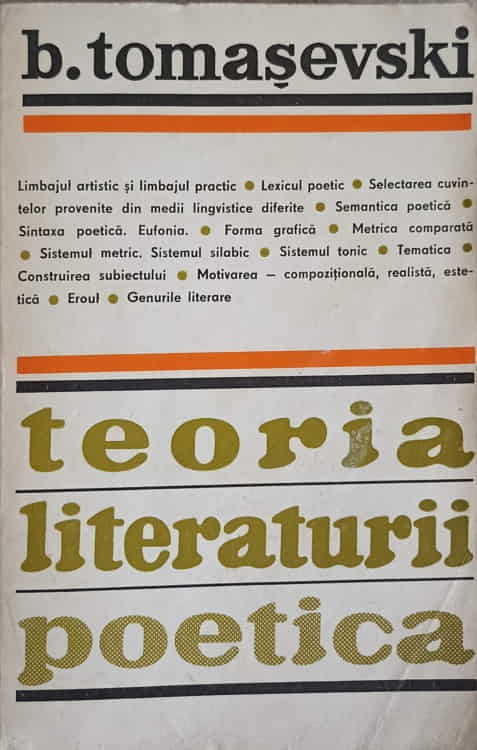 b.tomaşevski
Limbajul artistic şi limbajul practic ● Lexicul poetic ● Selectarea cuvin-
telor provenite din medii lingvistice diferite ● Semantica poetică ●
Sintaxa poetică. Eufonia. ● Forma grafică ● Metrica comparată
● Sistemul metric. Sistemul silabic ● Sistemul tonic ● Tematica ●
Construirea subiectului ● Motivarea – compoziţională, realistă, este-
tică ● Eroul ● Genurile literare
teoria
literaturii
poetica